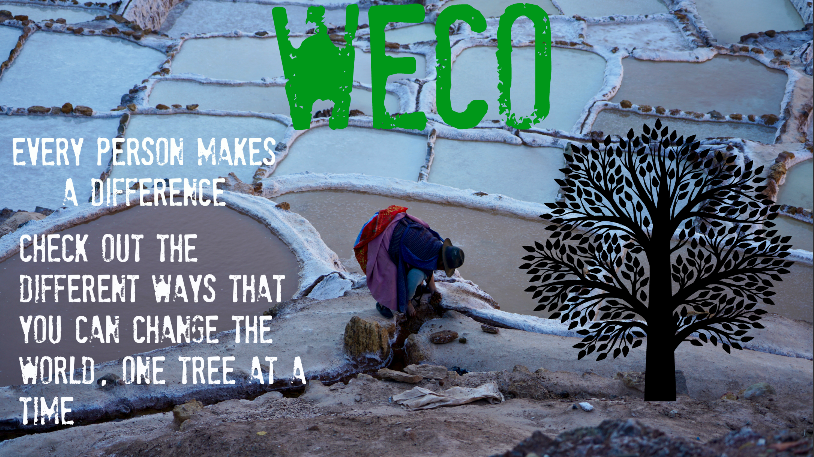 WECO
EVERY PERSON MAKES
A DIFFERENCE
CHECK OUT THE
DIFFERENT WAYS THAT
YOU CAN CHANGE THE
WORLD, ONE TREE AT A
TIME